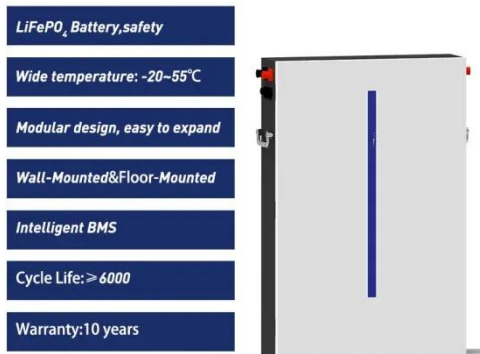 LiFePO₄ Battery,safety
Wide temperature: -20~55℃
Modular design, easy to expand
Wall-Mounted&Floor-Mounted
Intelligent BMS
Cycle Life:≥6000
Warranty:10 years